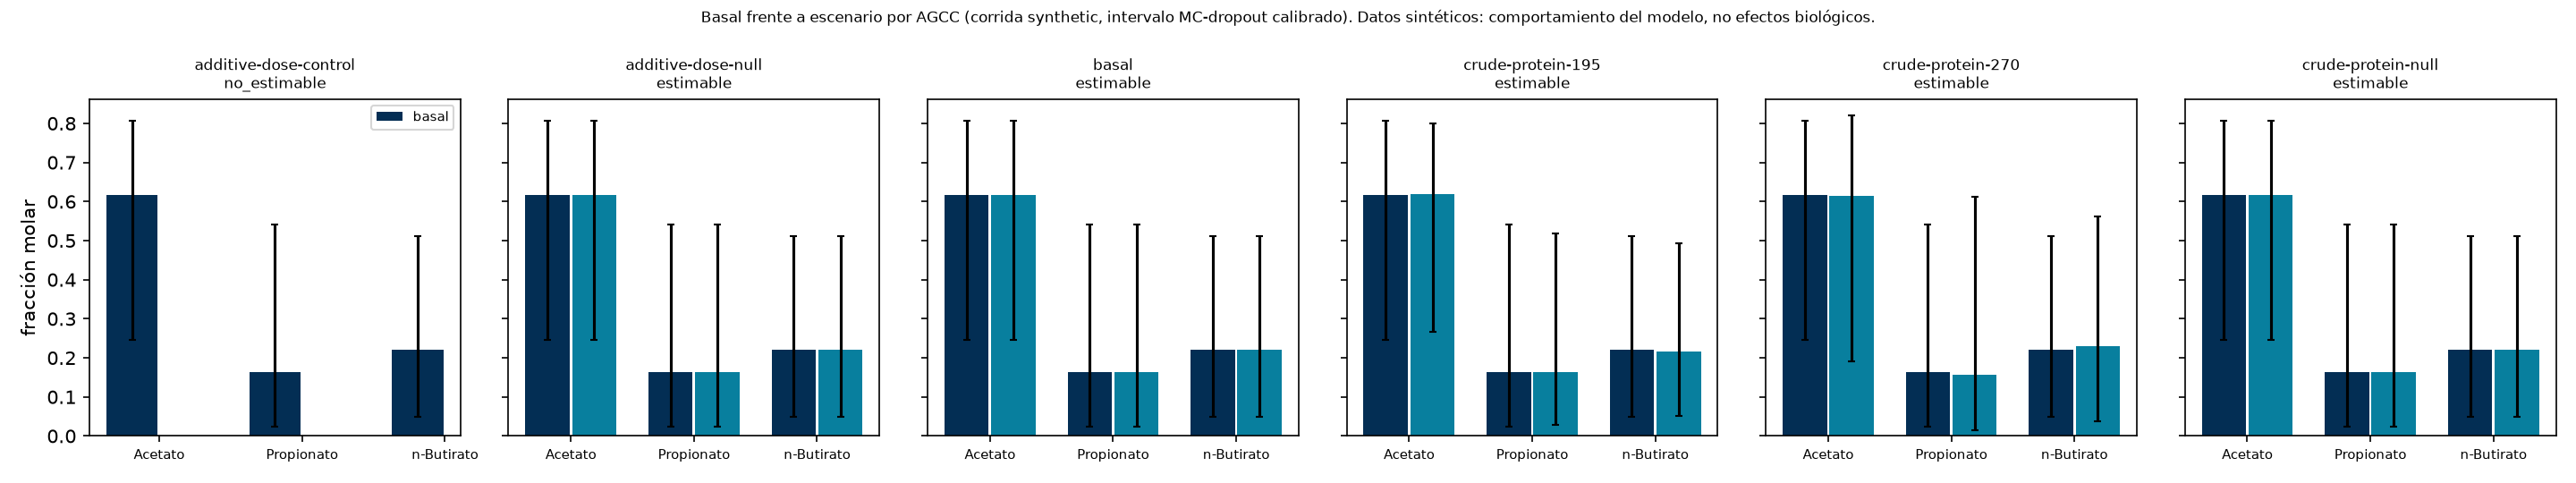 Basal frente a escenario por AGCC (corrida synthetic, intervalo MC-dropout calibrado). Datos sintéticos: comportamiento del modelo, no efectos biológicos.
additive-dose-control
no_estimable
additive-dose-null
estimable
basal
estimable
crude-protein-195
estimable
crude-protein-270
estimable
crude-protein-null
estimable
basal
fracción molar
0.8
0.7
0.6
0.5
0.4
0.3
0.2
0.1
0.0
Acetato Propionato n-Butirato
Acetato Propionato n-Butirato
Acetato Propionato n-Butirato
Acetato Propionato n-Butirato
Acetato Propionato n-Butirato
Acetato Propionato n-Butirato